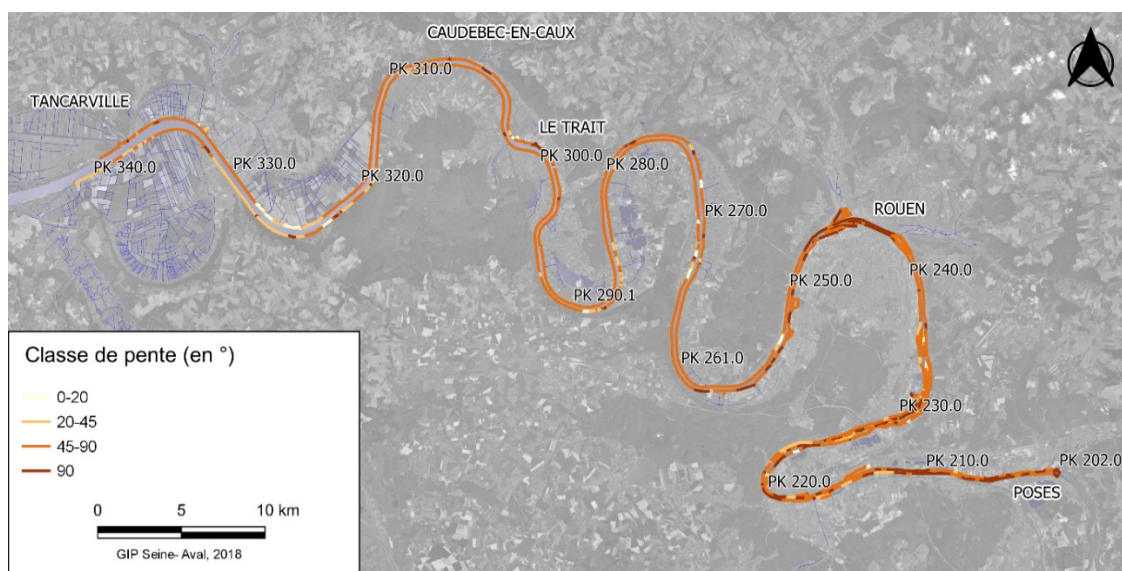 CAUDEBEC-EN-CAUX
PK 310.0
TANCARVILLE
LE TRAIT
PK 340.0
PK 330.0
PK 320.0
PK 300.0
PK 280.0
PK 270.0
ROUEN
PK 290.1
PK 250.0
PK 240.0
PK 261.0
PK 230.0
PK 220.0
PK 210.0
PK 202.0
POSES
Classe de pente (en °)
0-20
20-45
45-90
90
0 5 10 km
GIP Seine- Aval, 2018